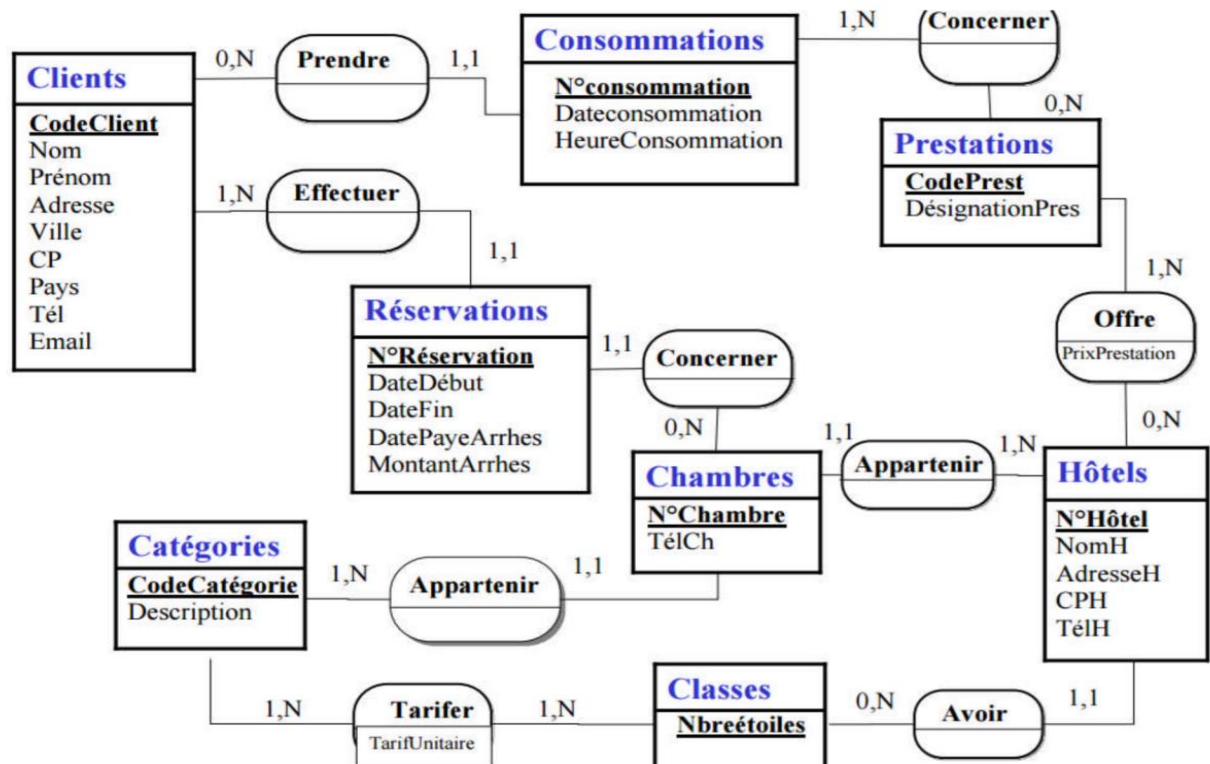 Clients
CodeClient
Nom
Prénom
Adresse
Ville
CP
Pays
Tél
Email
0,N
Prendre
1,1
Consommations
N°consommation
Dateconsommation
HeureConsommation
1,N
Concerner
0,N
Prestations
CodePrest
DésignationPres
1,N
Effectuer
1,1
Réservations
N°Réservation
DateDébut
DateFin
DatePayeArrhes
MontantArrhes
1,1
Concerner
0,N
1,N
Offre
PrixPrestation
0,N
Chambres
N°Chambre
TélCh
1,1
Appartenir
1,N
Hôtels
N°Hôtel
NomH
AdresseH
CPH
TélH
Catégories
CodeCatégorie
Description
1,N
Appartenir
1,1
1,N
Tarifer
TarifUnitaire
1,N
Classes
Nbreétoiles
0,N
Avoir
1,1